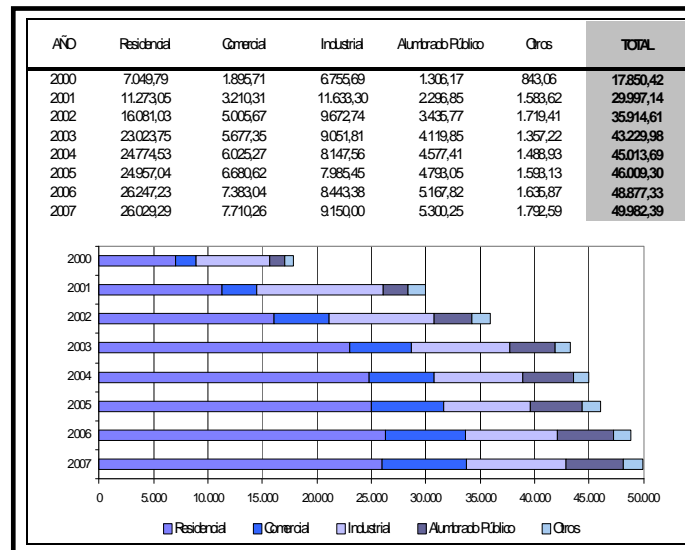 AÑO Residencial Comercial Industrial Alumbrado Público Otros TOTAL
2000 7.049,79 1.895,71 6.755,69 1.306,17 843,06 17.850,42
2001 11.273,05 3.210,31 11.633,30 2.296,85 1.583,62 29.997,14
2002 16.081,03 5.005,67 9.672,74 3.435,77 1.719,41 35.914,61
2003 23.023,75 5.677,35 9.051,81 4.119,85 1.357,22 43.229,98
2004 24.774,53 6.025,27 8.147,56 4.577,41 1.488,93 45.013,69
2005 24.957,04 6.680,62 7.985,45 4.793,05 1.593,13 46.009,30
2006 26.247,23 7.383,04 8.443,38 5.167,82 1.635,87 48.877,33
2007 26.029,29 7.710,26 9.150,00 5.300,25 1.792,59 49.982,39
2000
2001
2002
2003
2004
2005
2006
2007
0 5.000 10.000 15.000 20.000 25.000 30.000 35.000 40.000 45.000 50.000
Residencial Comercial Industrial Alumbrado Público Otros